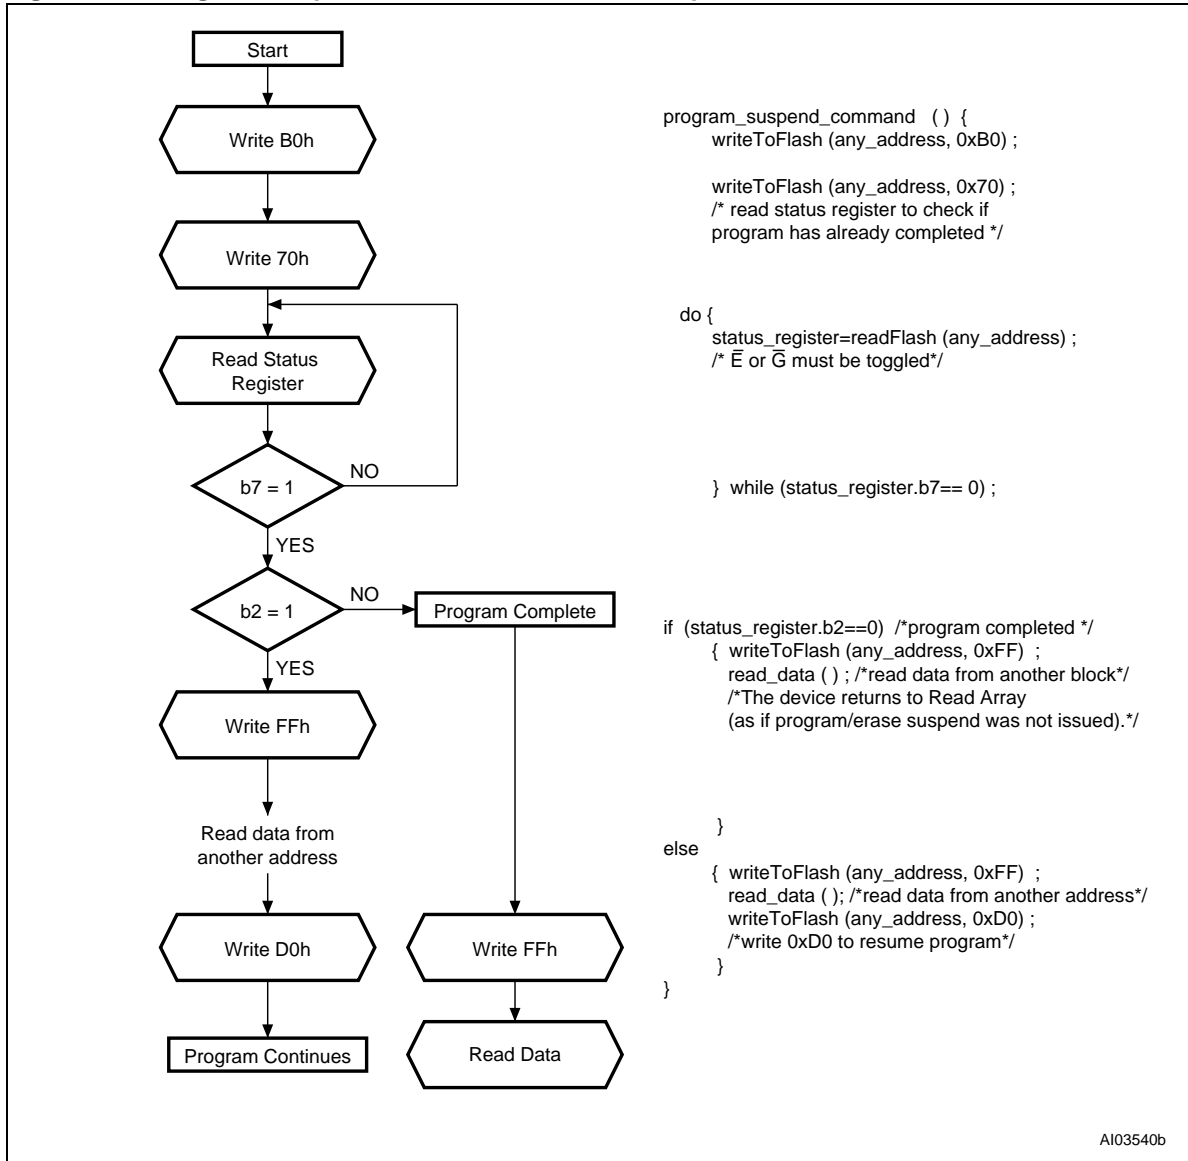 Start
Write B0h
Write 70h
Read Status
Register
b7 = 1
NO
YES
b2 = 1
NO
Program Complete
YES
Write FFh
Read data from
another address
Write D0h
Write FFh
Program Continues
Read Data
program_suspend_command ( ) {
writeToFlash (any_address, 0xB0) ;
writeToFlash (any_address, 0x70) ;
/* read status register to check if
program has already completed */
do {
status_register=readFlash (any_address) ;
/* E̅ or G̅ must be toggled*/
} while (status_register.b7== 0) ;
if (status_register.b2==0) /*program completed */
{ writeToFlash (any_address, 0xFF) ;
read_data ( ) ; /*read data from another block*/
/*The device returns to Read Array
(as if program/erase suspend was not issued).*/
}
else
{ writeToFlash (any_address, 0xFF) ;
read_data ( ); /*read data from another address*/
writeToFlash (any_address, 0xD0) ;
/*write 0xD0 to resume program*/
}
}
AI03540b